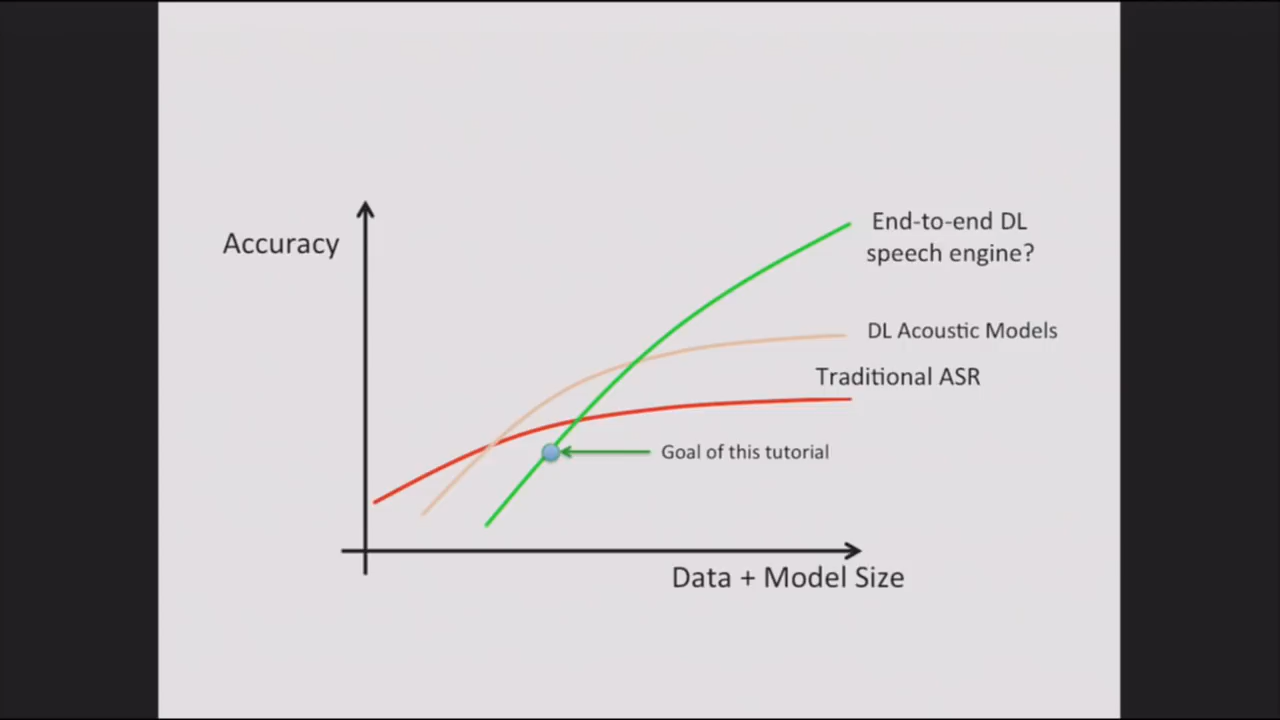 End-to-end DL
speech engine?
Accuracy
DL Acoustic Models
Traditional ASR
Goal of this tutorial
Data + Model Size